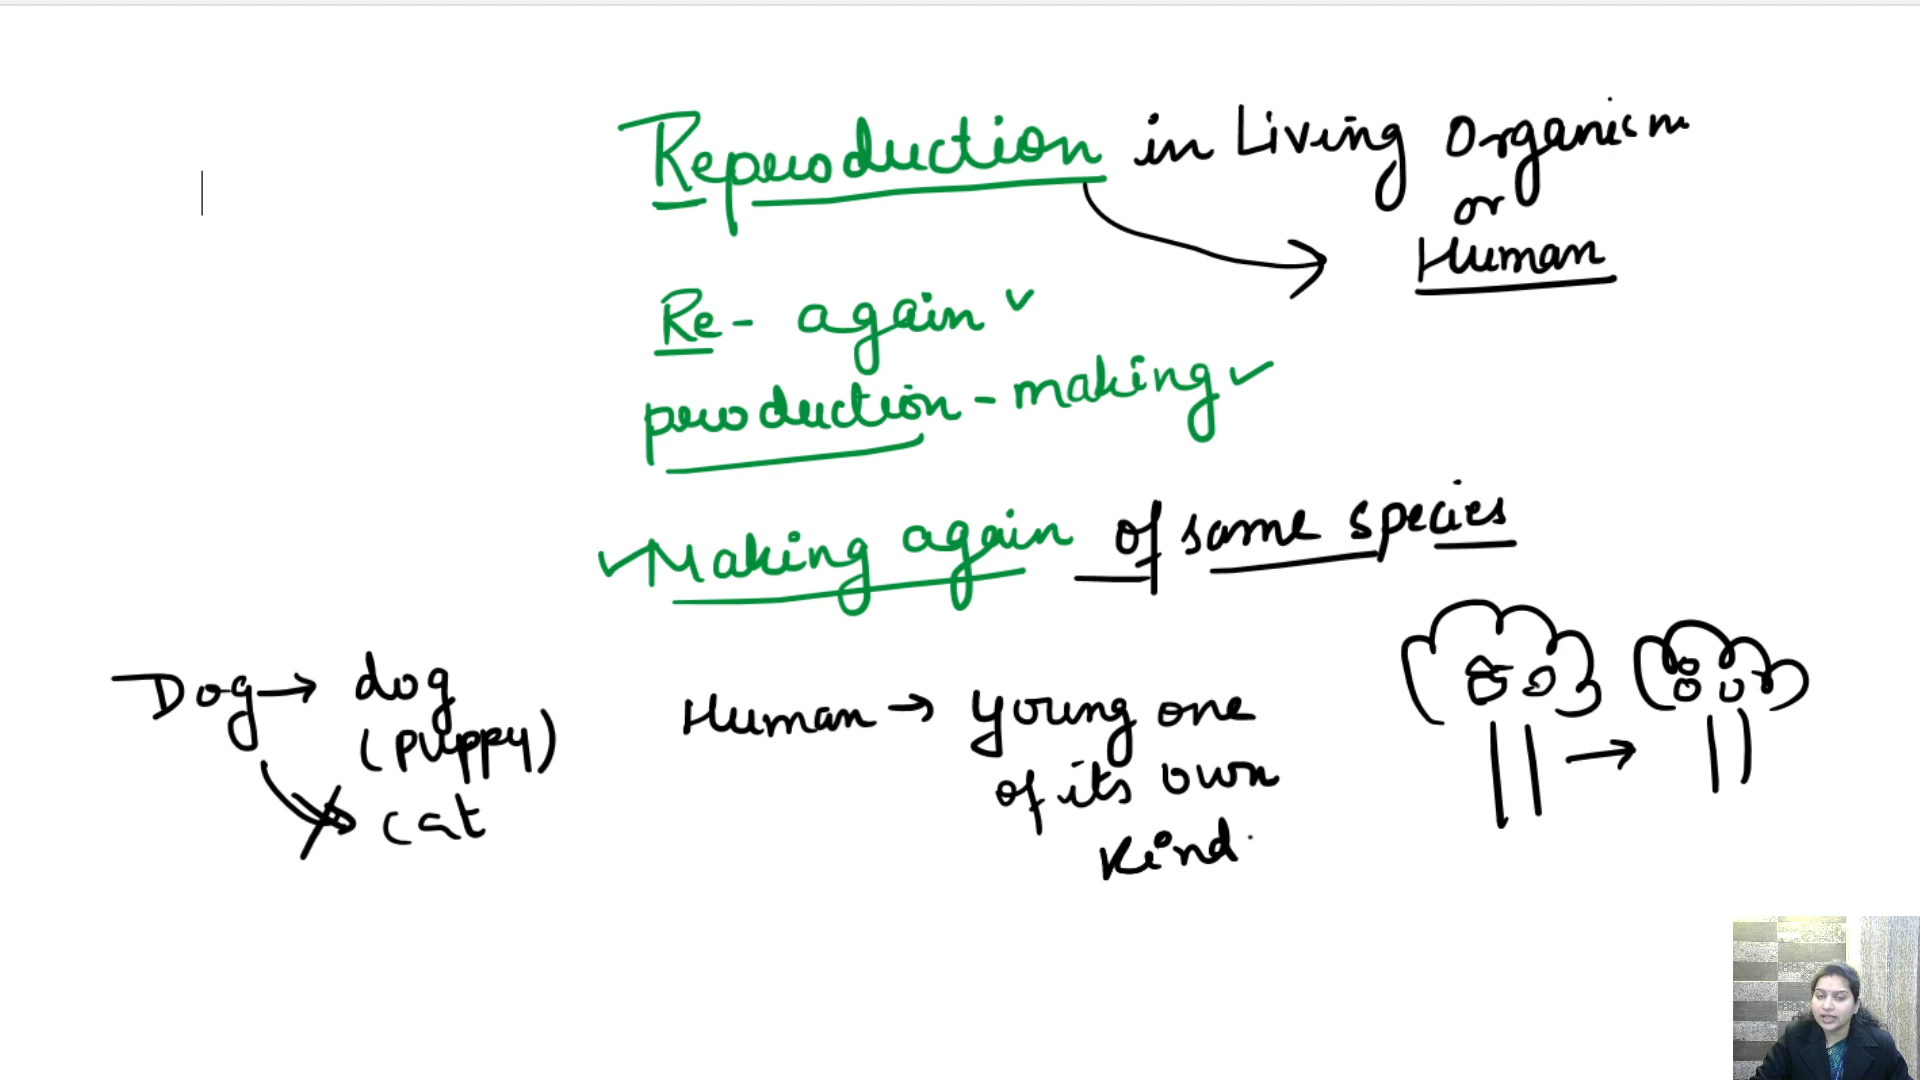 Reproduction in Living Organism
or
Human
Re - again
production - making
Making again of same species
Dog → dog
(puppy)
cat
Human → young one
of its own
kind.